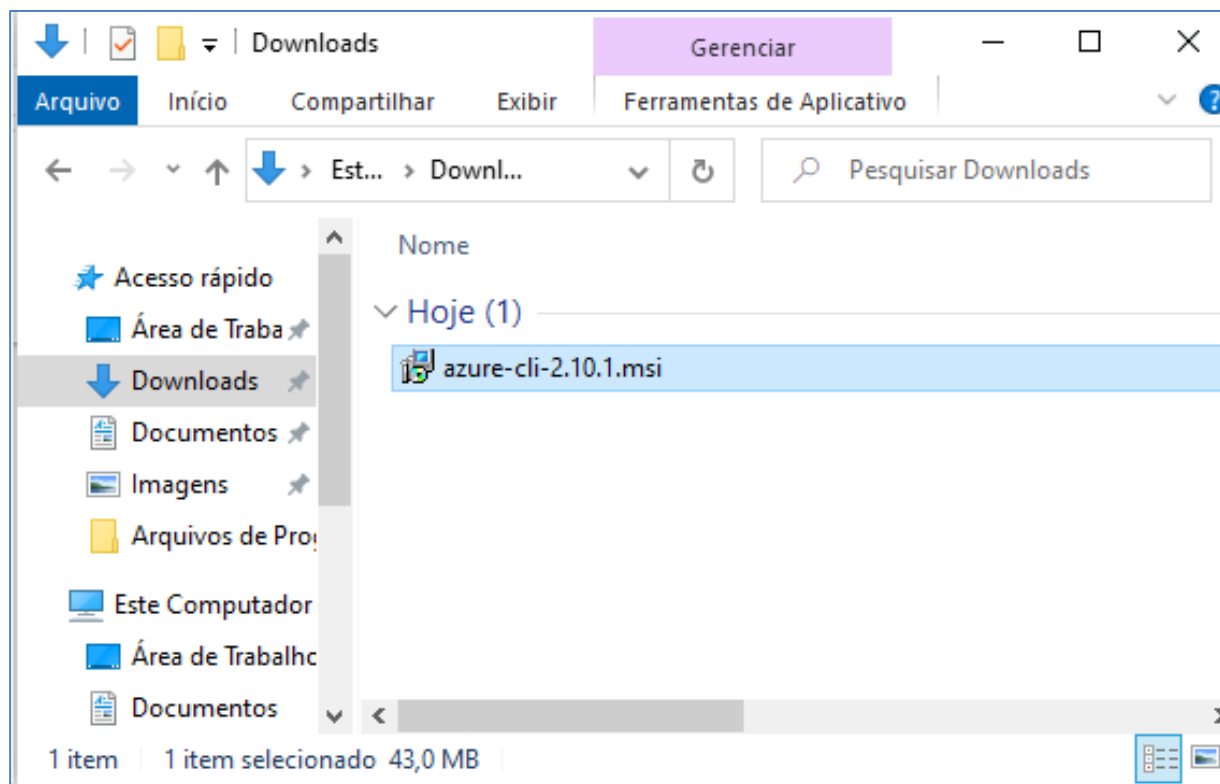 Downloads
Gerenciar
Arquivo Início Compartilhar Exibir Ferramentas de Aplicativo ?
Est... Downl... Pesquisar Downloads
Nome
Acesso rápido
Hoje (1)
Área de Traba
azure-cli-2.10.1.msi
Downloads
Documentos
Imagens
Arquivos de Pro
Este Computador
Área de Trabalho
Documentos
1 item 1 item selecionado 43,0 MB